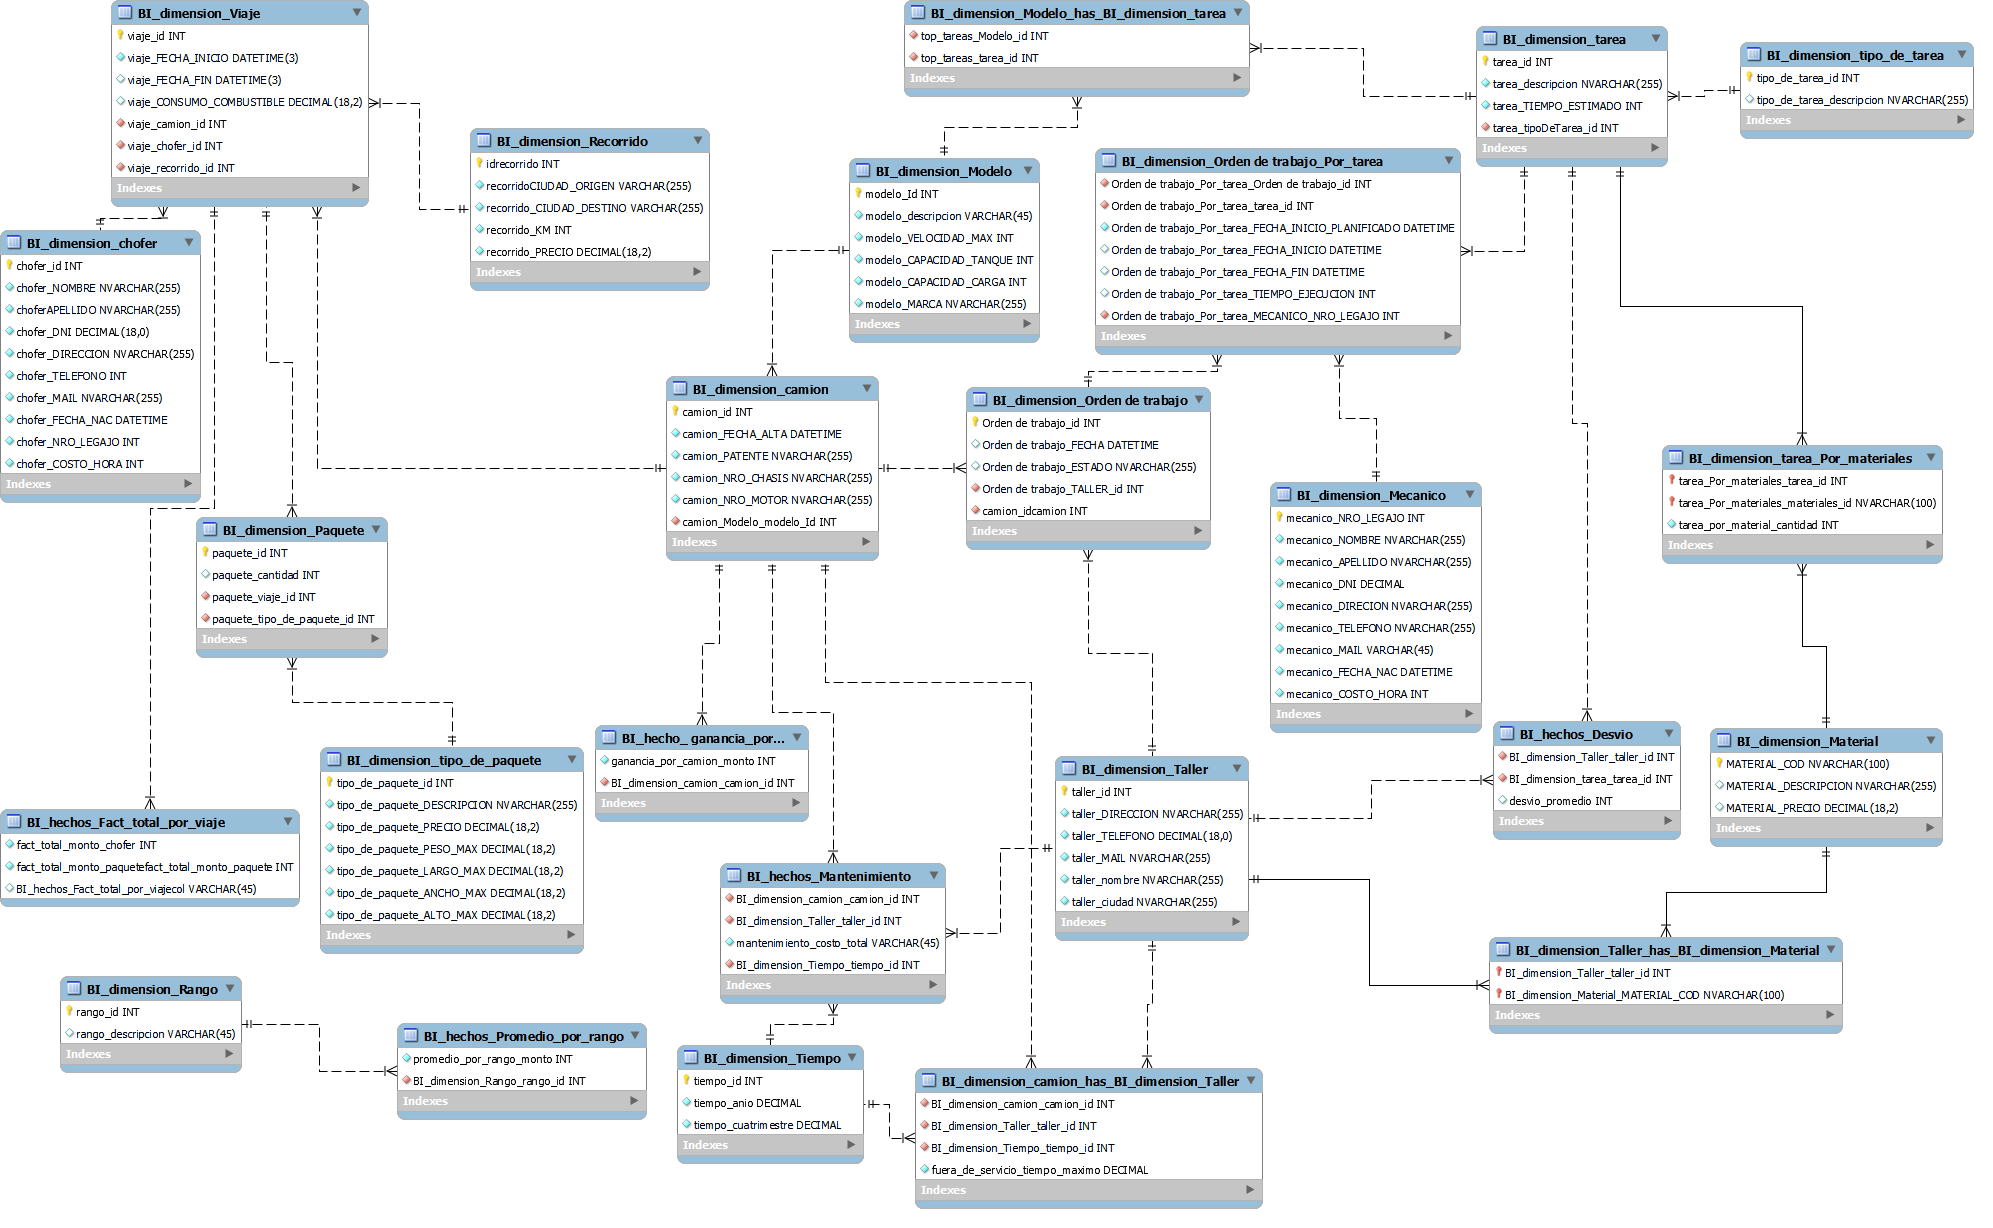 BI_dimension_Viaje
viaje_id INT
viaje_FECHA_INICIO DATETIME(3)
viaje_FECHA_FIN DATETIME(3)
viaje_CONSUMO_COMBUSTIBLE DECIMAL(18,2)
viaje_camion_id INT
viaje_chofer_id INT
viaje_recorrido_id INT
Indexes
BI_dimension_Modelo_has_BI_dimension_tarea
top_tareas_Modelo_id INT
top_tareas_tarea_id INT
Indexes
BI_dimension_tarea
tarea_id INT
tarea_descripcion NVARCHAR(255)
tarea_TIEMPO_ESTIMADO INT
tarea_tipoDeTarea_id INT
Indexes
BI_dimension_tipo_de_tarea
tipo_de_tarea_id INT
tipo_de_tarea_descripcion NVARCHAR(255)
Indexes
BI_dimension_Recorrido
idrecorrido INT
recorridoCIUDAD_ORIGEN VARCHAR(255)
recorrido_CIUDAD_DESTINO VARCHAR(255)
recorrido_KM INT
recorrido_PRECIO DECIMAL(18,2)
Indexes
BI_dimension_Modelo
modelo_Id INT
modelo_descripcion VARCHAR(45)
modelo_VELOCIDAD_MAX INT
modelo_CAPACIDAD_TANQUE INT
modelo_CAPACIDAD_CARGA INT
modelo_MARCA NVARCHAR(255)
Indexes
BI_dimension_Orden de trabajo_Por_tarea
Orden de trabajo_Por_tarea_Orden de trabajo_id INT
Orden de trabajo_Por_tarea_tarea_id INT
Orden de trabajo_Por_tarea_FECHA_INICIO_PLANIFICADO DATETIME
Orden de trabajo_Por_tarea_FECHA_INICIO DATETIME
Orden de trabajo_Por_tarea_FECHA_FIN DATETIME
Orden de trabajo_Por_tarea_TIEMPO_EJECUCION INT
Orden de trabajo_Por_tarea_MECANICO_NRO_LEGAJO INT
Indexes
BI_dimension_chofer
chofer_id INT
chofer_NOMBRE NVARCHAR(255)
choferAPELLIDO NVARCHAR(255)
chofer_DNI DECIMAL(18,0)
chofer_DIRECCION NVARCHAR(255)
chofer_TELEFONO INT
chofer_MAIL NVARCHAR(255)
chofer_FECHA_NAC DATETIME
chofer_NRO_LEGAJO INT
chofer_COSTO_HORA INT
Indexes
BI_dimension_camion
camion_id INT
camion_FECHA_ALTA DATETIME
camion_PATENTE NVARCHAR(255)
camion_NRO_CHASIS NVARCHAR(255)
camion_NRO_MOTOR NVARCHAR(255)
camion_Modelo_modelo_Id INT
Indexes
BI_dimension_Orden de trabajo
Orden de trabajo_id INT
Orden de trabajo_FECHA DATETIME
Orden de trabajo_ESTADO NVARCHAR(255)
Orden de trabajo_TALLER_id INT
camion_idcamion INT
Indexes
BI_dimension_Mecanico
mecanico_NRO_LEGAJO INT
mecanico_NOMBRE NVARCHAR(255)
mecanico_APELLIDO NVARCHAR(255)
mecanico_DNI DECIMAL
mecanico_DIRECION NVARCHAR(255)
mecanico_TELEFONO NVARCHAR(255)
mecanico_MAIL VARCHAR(45)
mecanico_FECHA_NAC DATETIME
mecanico_COSTO_HORA INT
Indexes
BI_dimension_tarea_Por_materiales
tarea_Por_materiales_tarea_id INT
tarea_Por_materiales_materiales_id NVARCHAR(100)
tarea_por_material_cantidad INT
Indexes
BI_dimension_Paquete
paquete_id INT
paquete_cantidad INT
paquete_viaje_id INT
paquete_tipo_de_paquete_id INT
Indexes
BI_dimension_tipo_de_paquete
tipo_de_paquete_id INT
tipo_de_paquete_DESCRIPCION NVARCHAR(255)
tipo_de_paquete_PRECIO DECIMAL(18,2)
tipo_de_paquete_PESO_MAX DECIMAL(18,2)
tipo_de_paquete_LARGO_MAX DECIMAL(18,2)
tipo_de_paquete_ANCHO_MAX DECIMAL(18,2)
tipo_de_paquete_ALTO_MAX DECIMAL(18,2)
Indexes
BI_hecho_ ganancia_por...
ganancia_por_camion_monto INT
BI_dimension_camion_camion_id INT
Indexes
BI_dimension_Taller
taller_id INT
taller_DIRECCION NVARCHAR(255)
taller_TELEFONO DECIMAL(18,0)
taller_MAIL NVARCHAR(255)
taller_nombre NVARCHAR(255)
taller_ciudad NVARCHAR(255)
Indexes
BI_hechos_Desvio
BI_dimension_Taller_taller_id INT
BI_dimension_tarea_tarea_id INT
desvio_promedio INT
Indexes
BI_dimension_Material
MATERIAL_COD NVARCHAR(100)
MATERIAL_DESCRIPCION NVARCHAR(255)
MATERIAL_PRECIO DECIMAL(18,2)
Indexes
BI_hechos_Fact_total_por_viaje
fact_total_monto_chofer INT
fact_total_monto_paquetefact_total_monto_paquete INT
BI_hechos_Fact_total_por_viajecol VARCHAR(45)
BI_hechos_Mantenimiento
BI_dimension_camion_camion_id INT
BI_dimension_Taller_taller_id INT
mantenimiento_costo_total VARCHAR(45)
BI_dimension_Tiempo_tiempo_id INT
Indexes
BI_dimension_Taller_has_BI_dimension_Material
BI_dimension_Taller_taller_id INT
BI_dimension_Material_MATERIAL_COD NVARCHAR(100)
Indexes
BI_dimension_Rango
rango_id INT
rango_descripcion VARCHAR(45)
Indexes
BI_hechos_Promedio_por_rango
promedio_por_rango_monto INT
BI_dimension_Rango_rango_id INT
Indexes
BI_dimension_Tiempo
tiempo_id INT
tiempo_anio DECIMAL
tiempo_cuatrimestre DECIMAL
Indexes
BI_dimension_camion_has_BI_dimension_Taller
BI_dimension_camion_camion_id INT
BI_dimension_Taller_taller_id INT
BI_dimension_Tiempo_tiempo_id INT
fuera_de_servicio_tiempo_maximo DECIMAL
Indexes